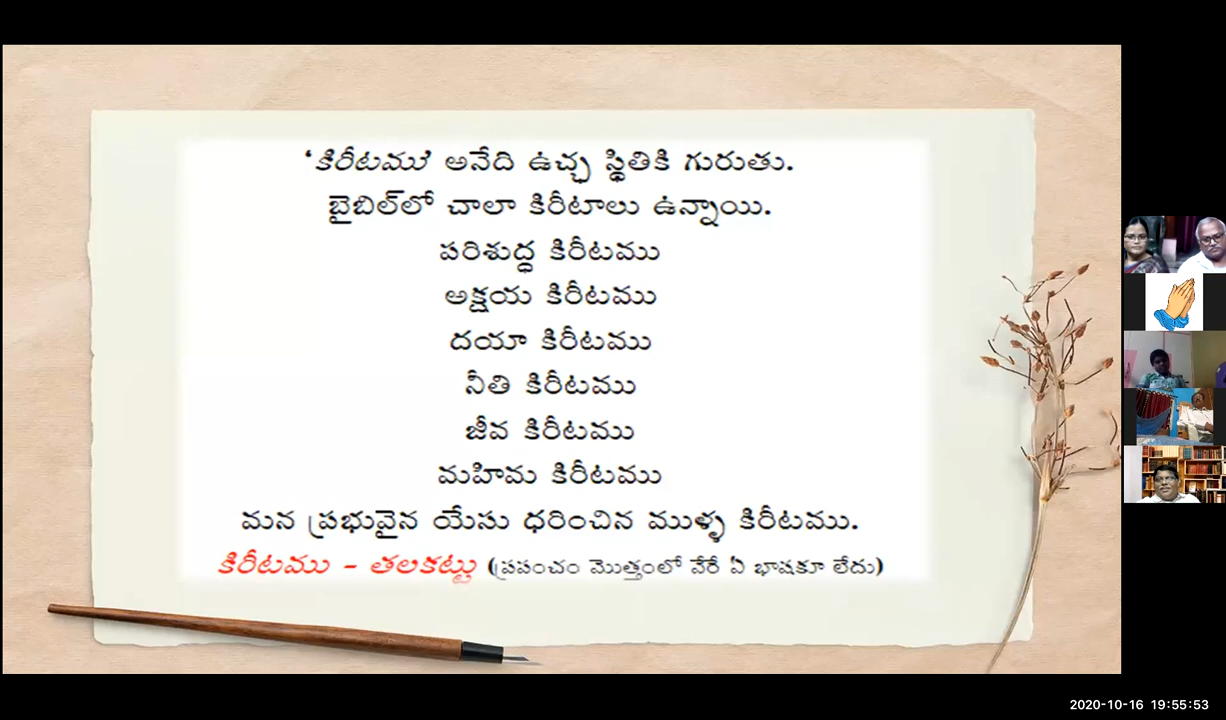 ‘కిరీటము’ అనేది ఉచ్ఛ స్థితికి గురుతు.
బైబిల్‌లో చాలా కిరీటాలు ఉన్నాయి.
పరిశుద్ధ కిరీటము
అక్షయ కిరీటము
దయా కిరీటము
నీతి కిరీటము
జీవ కిరీటము
మహిమ కిరీటము
మన ప్రభువైన యేసు ధరించిన ముళ్ళ కిరీటము.
కిరీటము - తలకట్టు (ప్రపంచం మొత్తంలో వేరే ఏ భాషకూ లేదు)
2020-10-16 19:55:53